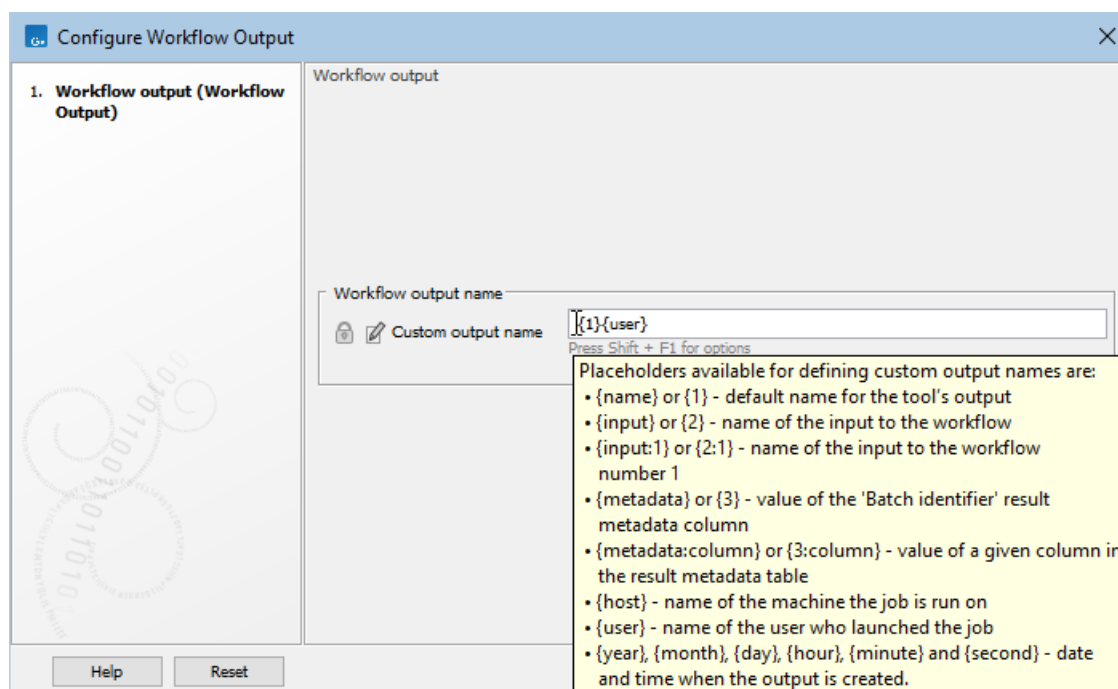 Configure Workflow Output
1. Workflow output (Workflow
Output)
Workflow output
Workflow output name
Custom output name
{1}{user}
Press Shift + F1 for options
Placeholders available for defining custom output names are:
• {name} or {1} - default name for the tool's output
• {input} or {2} - name of the input to the workflow
• {input:1} or {2:1} - name of the input to the workflow
number 1
• {metadata} or {3} - value of the 'Batch identifier' result
metadata column
• {metadata:column} or {3:column} - value of a given column in
the result metadata table
• {host} - name of the machine the job is run on
• {user} - name of the user who launched the job
• {year}, {month}, {day}, {hour}, {minute} and {second} - date
and time when the output is created.
Help
Reset